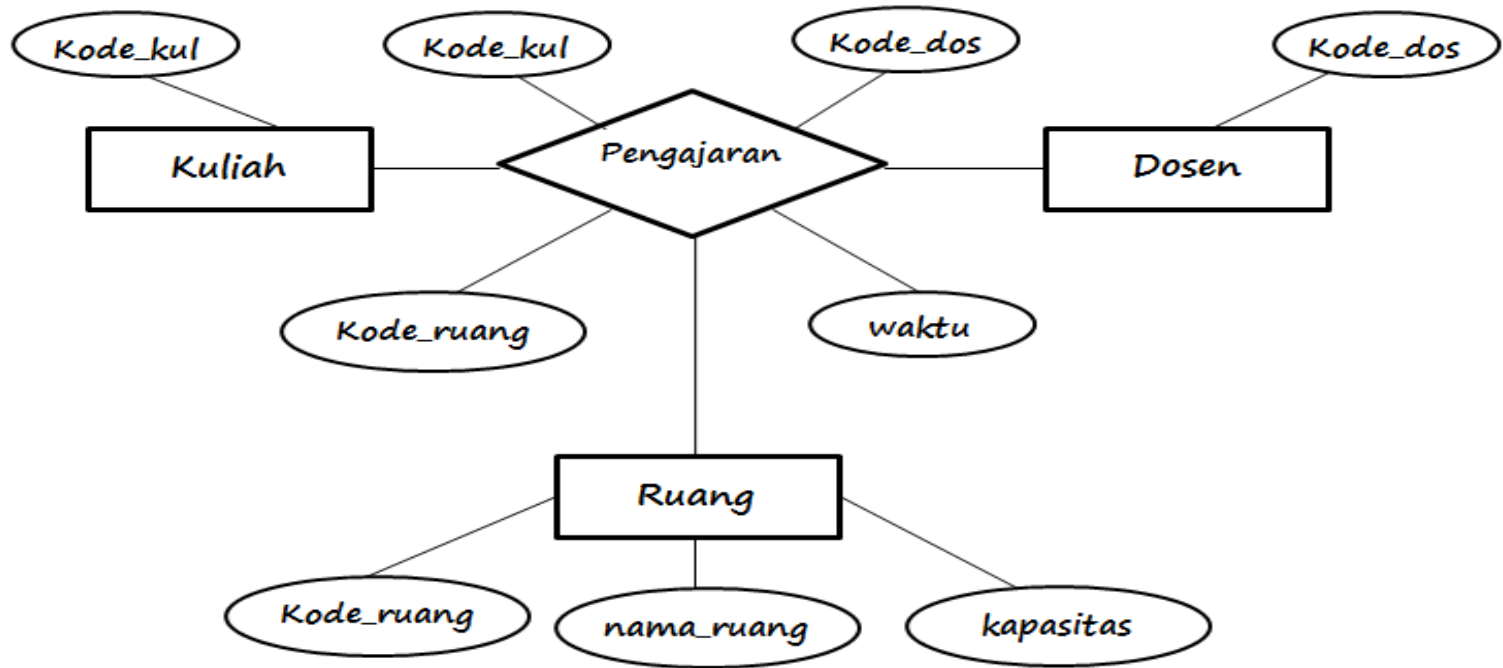 Kode_kul
Kode_kul
Kode_dos
Kode_dos
Kuliah
Pengajaran
Dosen
Kode_ruang
waktu
Ruang
Kode_ruang
nama_ruang
kapasitas